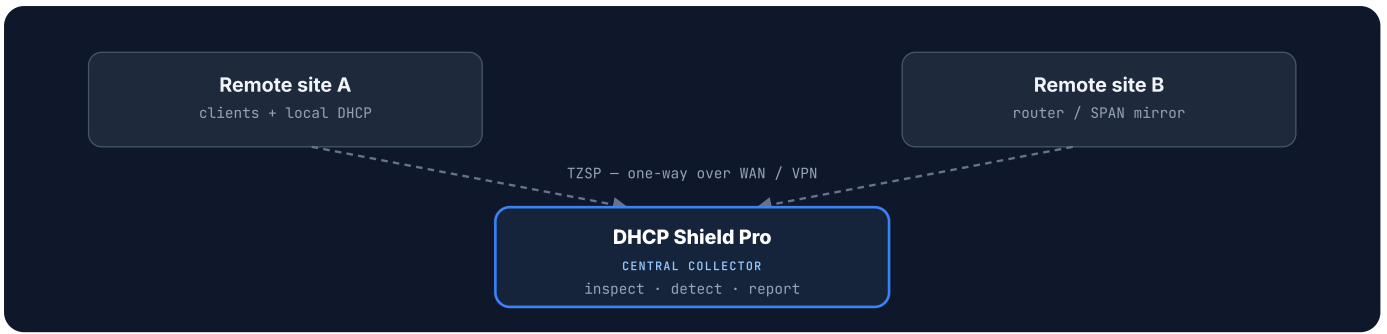 Remote site A
clients + local DHCP
Remote site B
router / SPAN mirror
TZSP — one-way over WAN / VPN
DHCP Shield Pro
CENTRAL COLLECTOR
inspect · detect · report